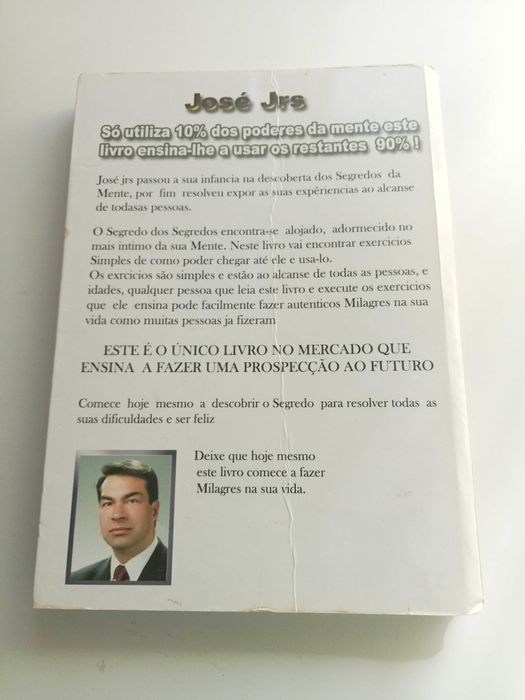 José Jrs
Só utiliza 10% dos poderes da mente este
livro ensina-lhe a usar os restantes 90% !
José jrs passou a sua infancia na descoberta dos Segredos da
Mente, por fim resolveu expor as suas expêriencias ao alcanse
de todasas pessoas.
O Segredo dos Segredos encontra-se alojado, adormecido no
mais intimo da sua Mente. Neste livro vai encontrar exercicios
Simples de como poder chegar até ele e usa-lo.
Os exrcicios são simples e estão ao alcanse de todas as pessoas, e
idades, qualquer pessoa que leia este livro e execute os exercicios
que ele ensina pode facilmente fazer autenticos Milagres na sua
vida como muitas pessoas ja fizeram
ESTE É O ÚNICO LIVRO NO MERCADO QUE
ENSINA A FAZER UMA PROSPECÇÃO AO FUTURO
Comece hoje mesmo a descobrir o Segredo para resolver todas as
suas dificuldades e ser feliz
Deixe que hoje mesmo
este livro comece a fazer
Milagres na sua vida.